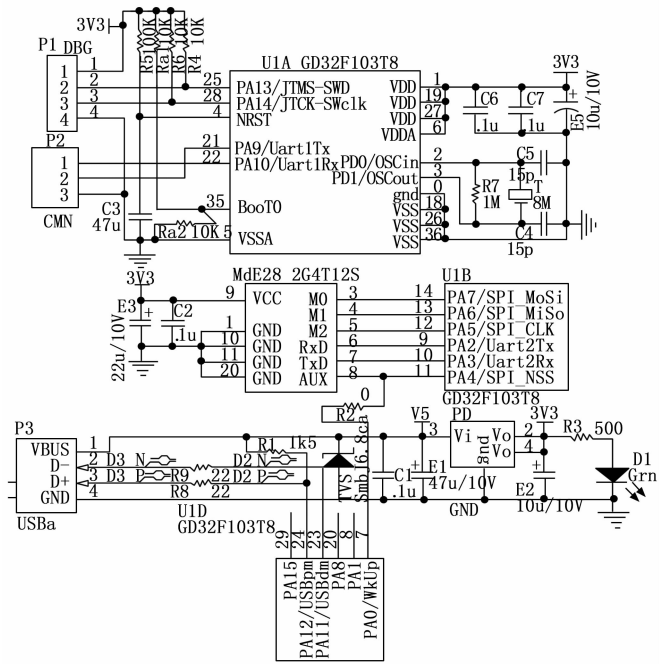 3V3
R5 100K
Ra1 10K
R6 10K
R4 10K
P1 DBG
1
2
3
4
1
2
3
4
P2
1
2
3
CMN
1
2
3
U1A GD32F103T8
25 PA13/JTMS-SWD
28 PA14/JTCK-SWclk
4 NRST
21 PA9/Uart1Tx
22 PA10/Uart1Rx
35 BooT0
5 VSSA
Ra2 10K
C3
47u
VDD 1
VDD 19
VDD 27
VDDA 6
PD0/OSCin 2
PD1/OSCout 3
gnd 0
VSS 18
VSS 26
VSS 36
C6
.1u
C7
.1u
3V3
+
E5
10u/10V
C5
15p
R7
1M
T
8M
C4
15p
3V3
E3
+
22u/10V
C2
.1u
MdE28 2G4T12S
9 VCC
1 GND
10 GND
11 GND
20 GND
M0 3
M1 4
M2 5
RxD 6
TxD 7
AUX 8
U1B
14 PA7/SPI_MoSi
13 PA6/SPI_MiSo
12 PA5/SPI_CLK
9 PA2/Uart2Tx
10 PA3/Uart2Rx
11 PA4/SPI_NSS
GD32F103T8
0
R2
P3
VBUS 1
D- 2
D+ 3
GND 4
USBa
D3 N
D3 P
R9 22
R8 22
D2 N
D2 P
R1 1k5
TVS
Smbj6.8ca
C1
.1u
V5
+
E1
47u/10V
PD
3 Vi
Vo 2
Vo 4
gnd
GND
3V3
+
E2
10u/10V
R3 500
D1
Grn
U1D
GD32F103T8
29 PA15
24 PA12/USBpm
23 PA11/USBdm
20 PA8
8 PA1
7 PA0/WkUp